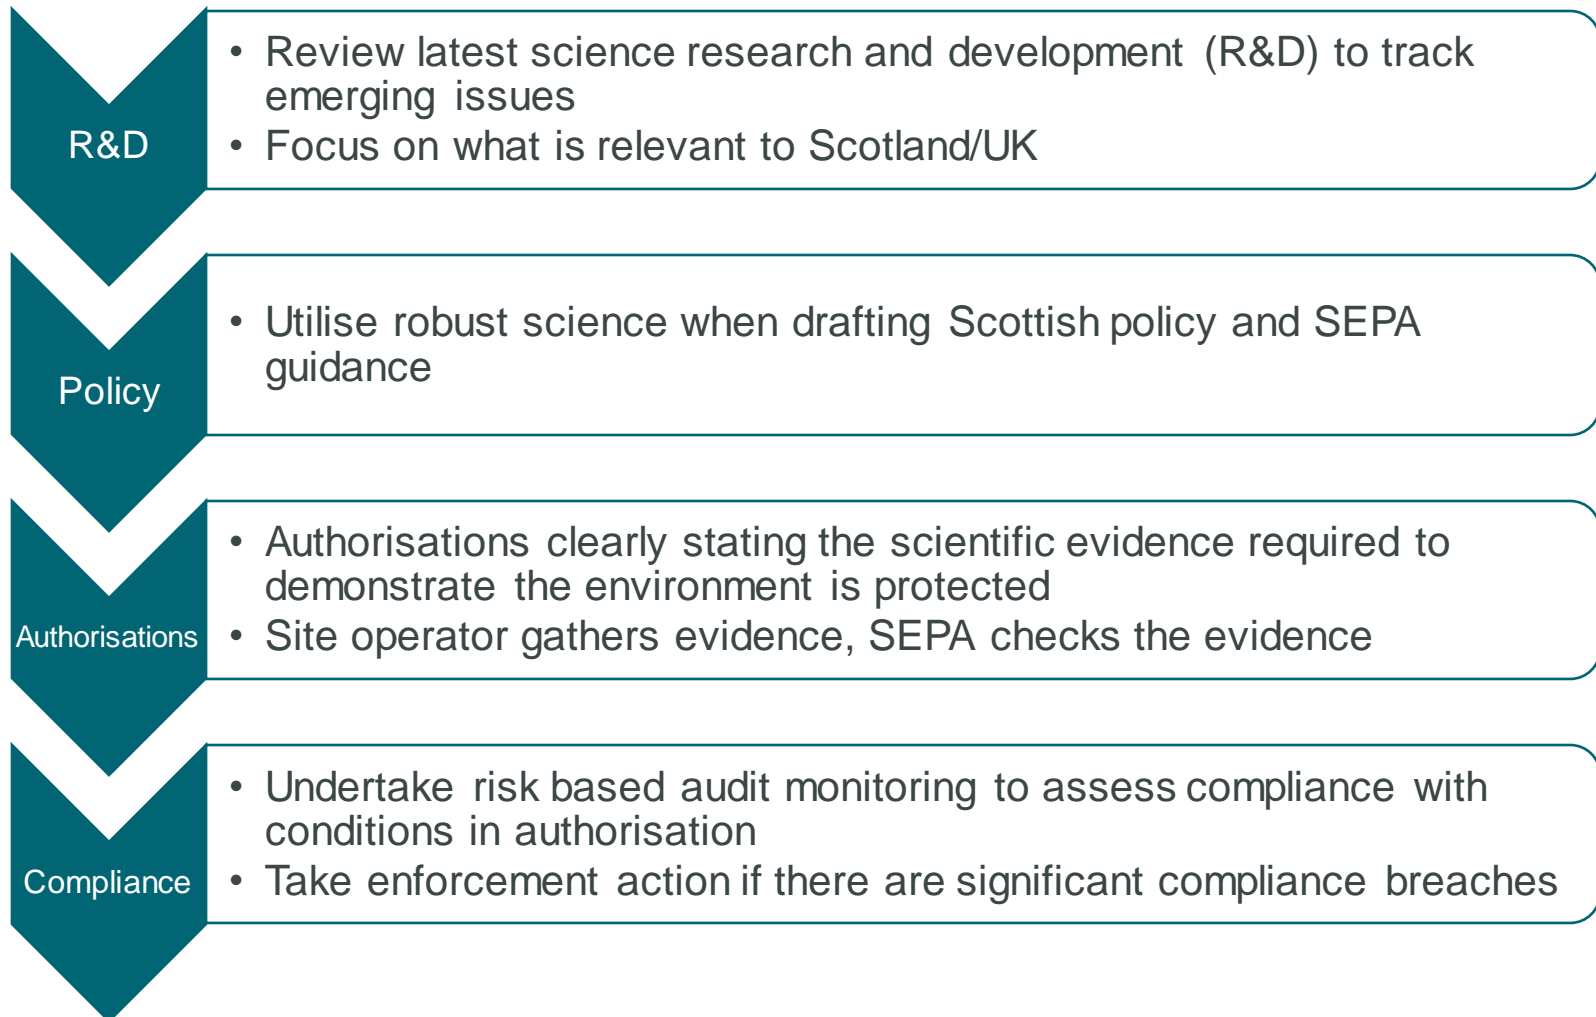 R&D
• Review latest science research and development (R&D) to track
emerging issues
• Focus on what is relevant to Scotland/UK
Policy
• Utilise robust science when drafting Scottish policy and SEPA
guidance
Authorisations
• Authorisations clearly stating the scientific evidence required to
demonstrate the environment is protected
• Site operator gathers evidence, SEPA checks the evidence
Compliance
• Undertake risk based audit monitoring to assess compliance with
conditions in authorisation
• Take enforcement action if there are significant compliance breaches